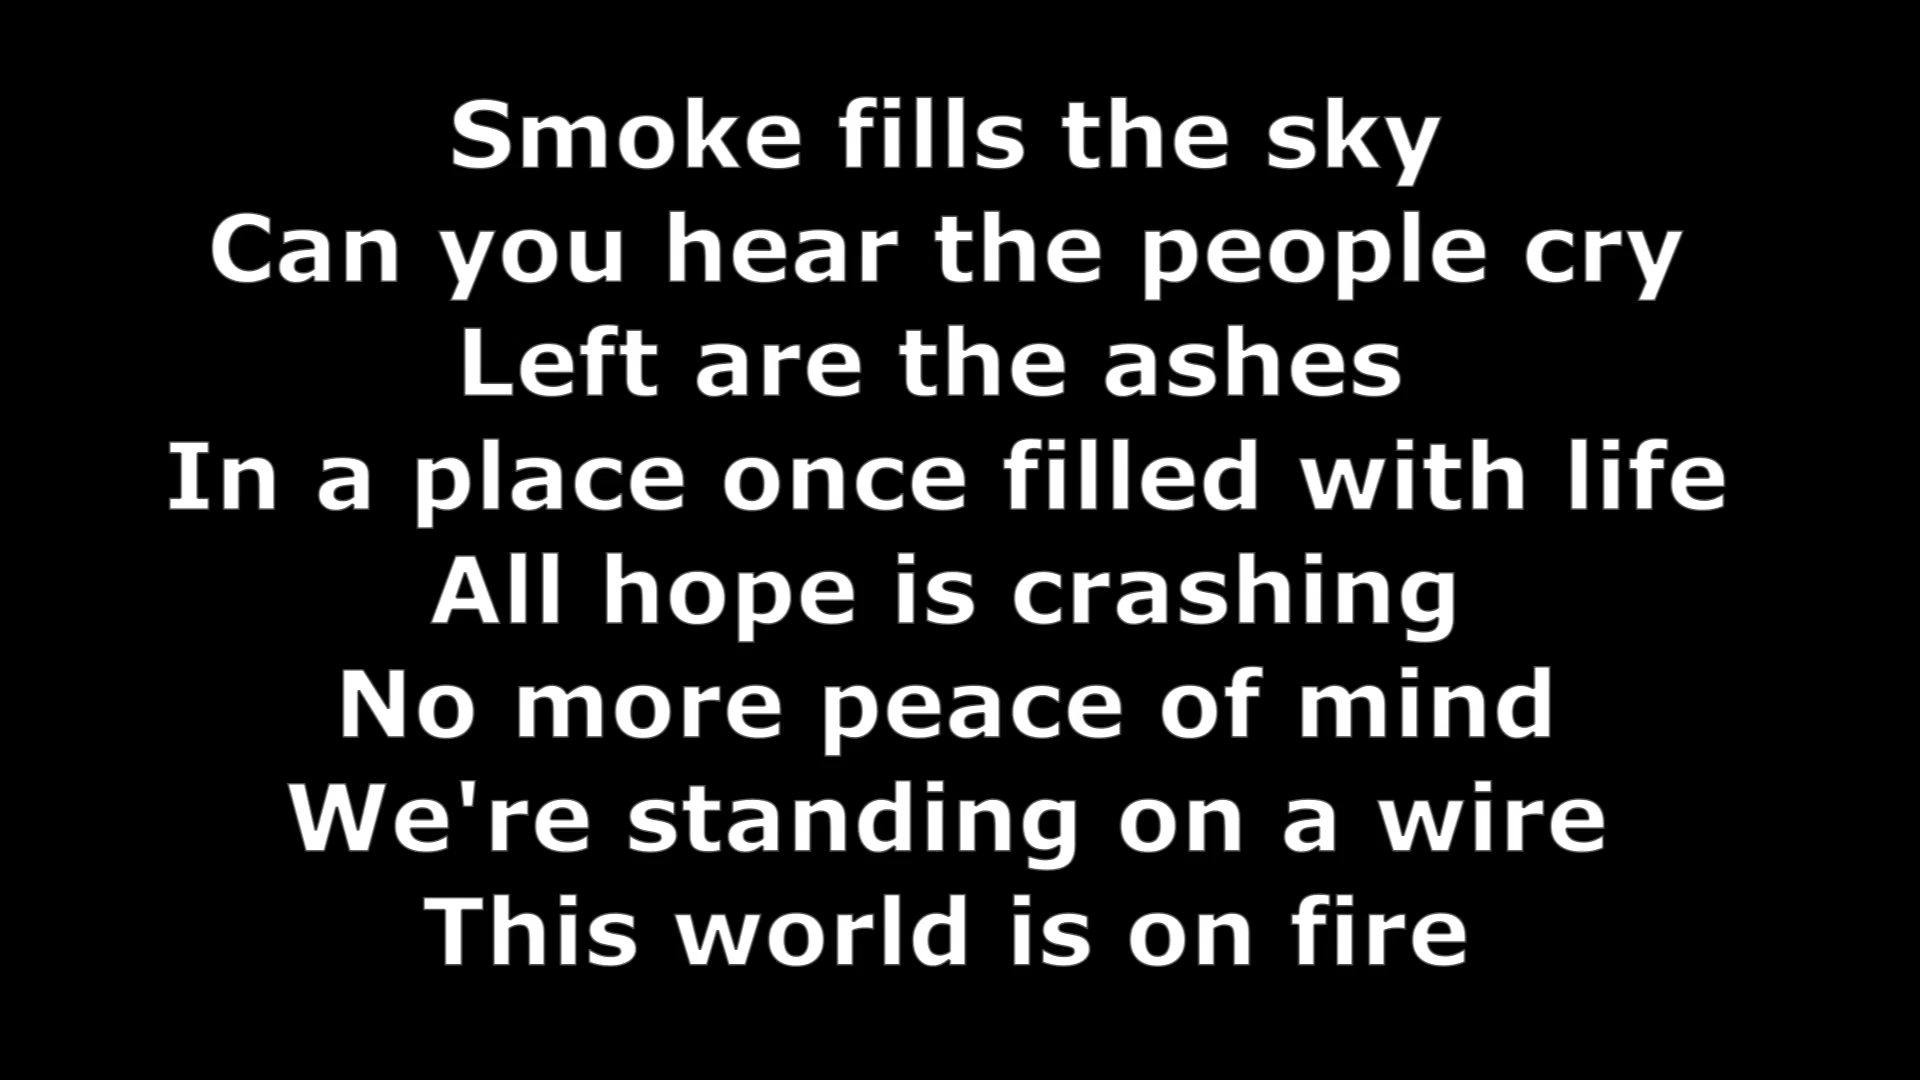 Smoke fills the sky
Can you hear the people cry
Left are the ashes
In a place once filled with life
All hope is crashing
No more peace of mind
We're standing on a wire
This world is on fire